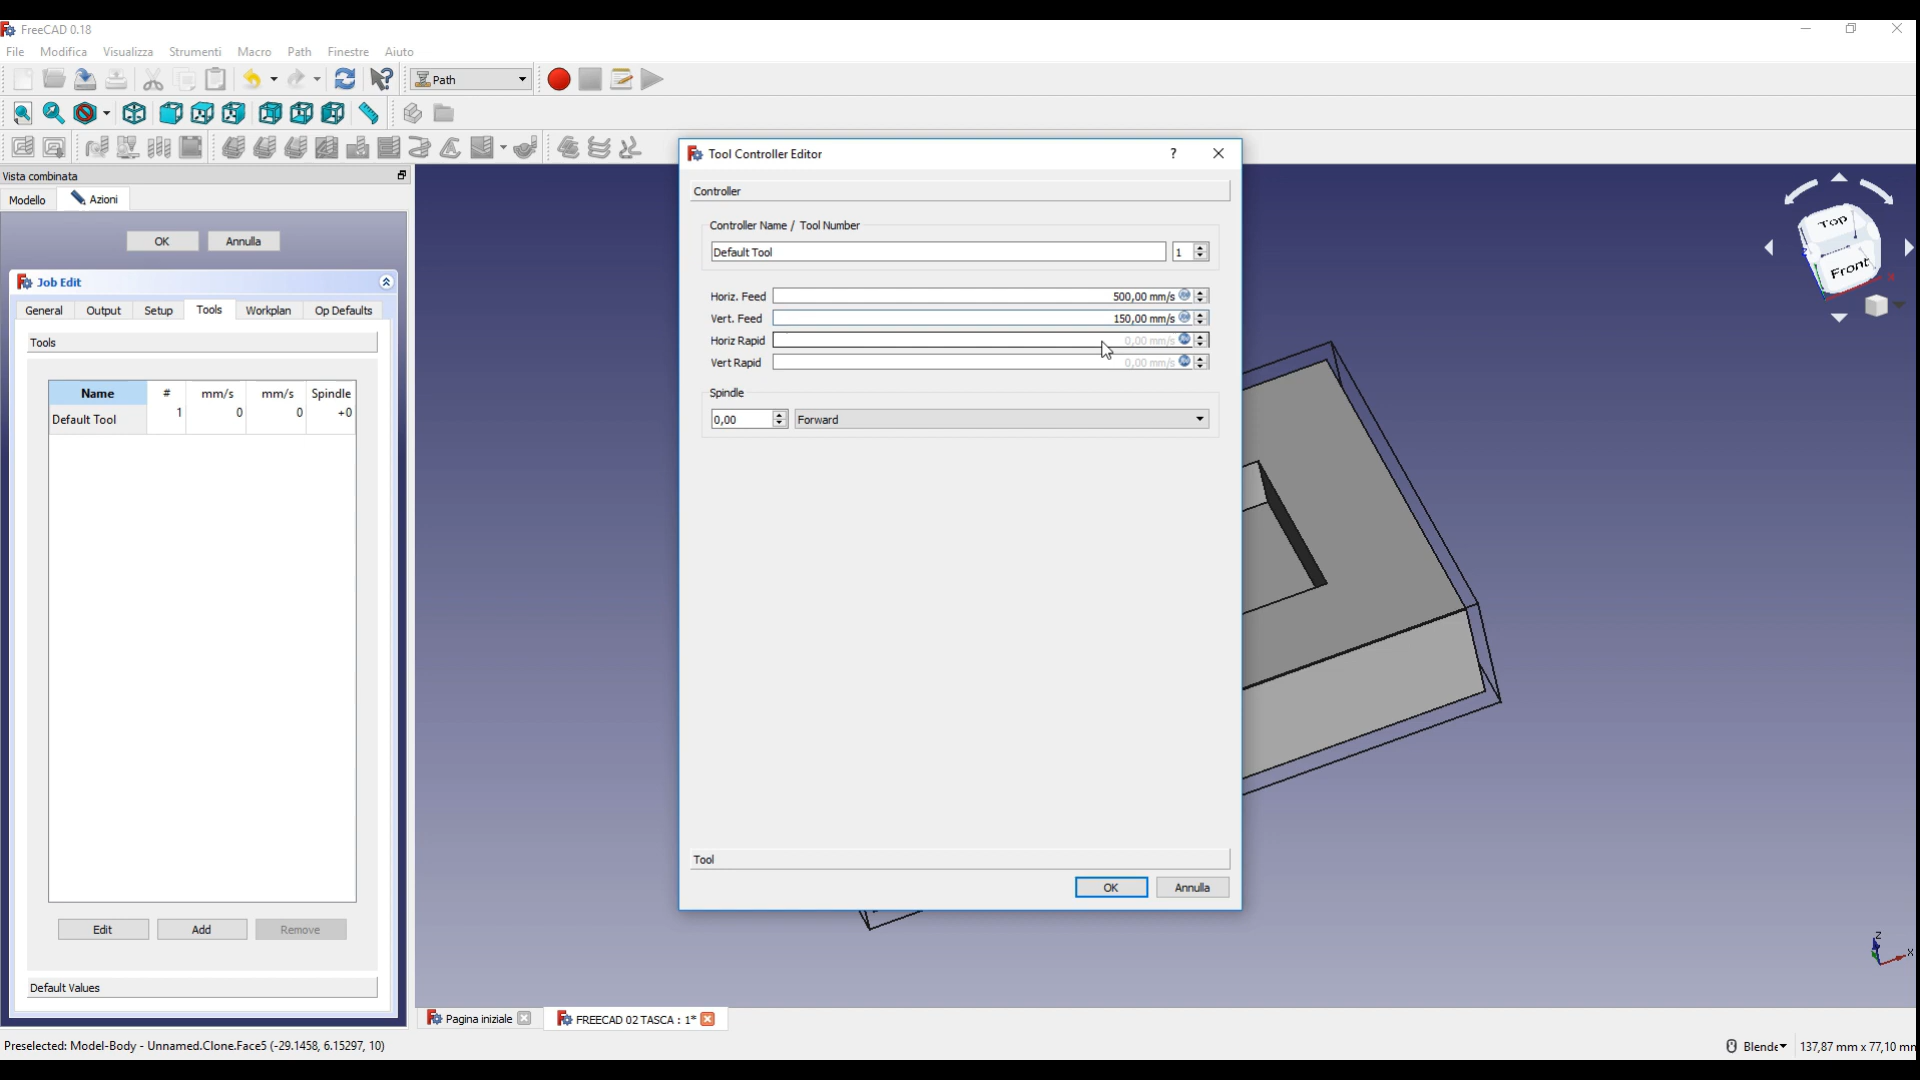 FreeCAD 0.18
File Modifica Visualizza Strumenti Macro Path Finestre Aiuto
Path
Vista combinata
Modello Azioni
OK Annulla
Job Edit
General Output Setup Tools Workplan Op Defaults
Tools
Name # mm/s mm/s Spindle
Default Tool 1 0 0 +0
Edit Add Remove
Default Values
Tool Controller Editor ?
Controller
Controller Name / Tool Number
Default Tool 1
Horiz. Feed 500,00 mm/s
Vert. Feed 150,00 mm/s
Horiz Rapid 0,00 mm/s
Vert Rapid 0,00 mm/s
Spindle
0,00 Forward
Tool
OK Annulla
Top
Front
Z
X
Pagina iniziale FREECAD 02 TASCA : 1*
Preselected: Model-Body - Unnamed.Clone.Face5 (-29.1458, 6.15297, 10) Blende 137,87 mm x 77,10 mm